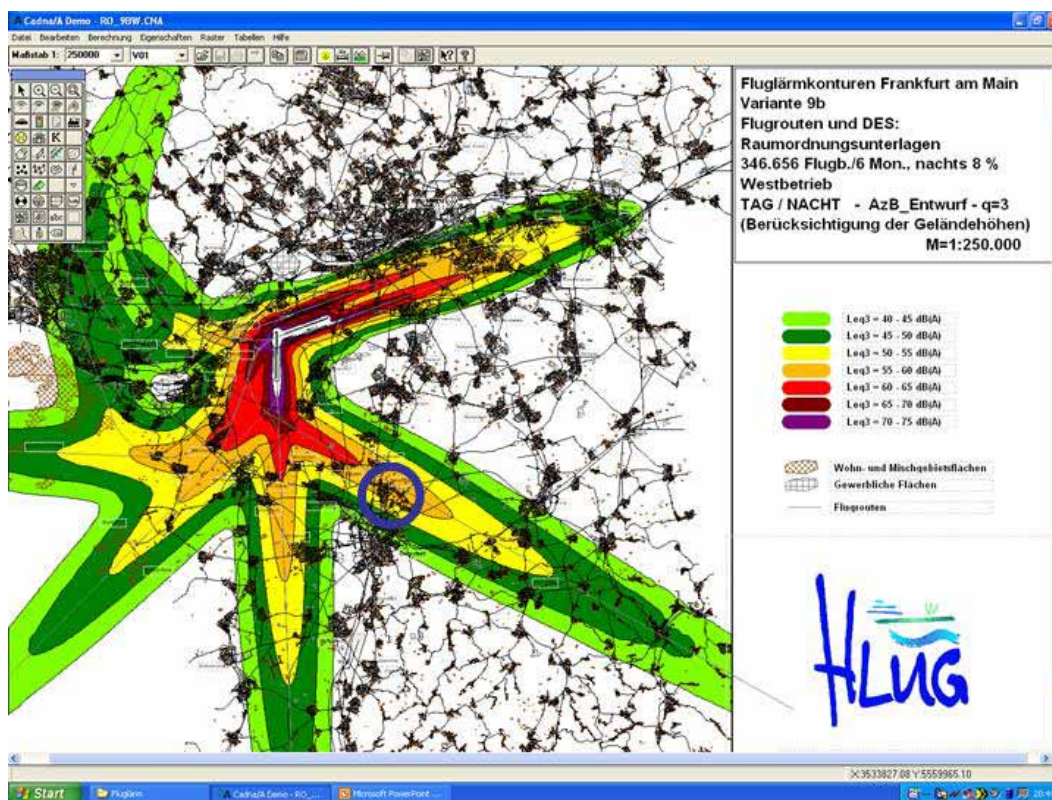 Cadna/A Demo - RO_9BW.CNA
Datei Bearbeiten Berechnung Eigenschaften Raster Tabellen Hilfe
Maßstab 1: 250000 V01
K
abc
Fluglärmkonturen Frankfurt am Main
Variante 9b
Flugrouten und DES:
Raumordnungsunterlagen
346.656 Flugb./6 Mon., nachts 8 %
Westbetrieb
TAG / NACHT - AzB_Entwurf - q=3
(Berücksichtigung der Geländehöhen)
M=1:250.000
Leq3 = 40 - 45 dB(A)
Leq3 = 45 - 50 dB(A)
Leq3 = 50 - 55 dB(A)
Leq3 = 55 - 60 dB(A)
Leq3 = 60 - 65 dB(A)
Leq3 = 65 - 70 dB(A)
Leq3 = 70 - 75 dB(A)
Wohn- und Mischgebietsflächen
Gewerbliche Flächen
Flugrouten
HLUG
X:3533827.08 Y:5559965.10
Start Fluglärm Cadna/A Demo - RO_... Microsoft PowerPoint ...